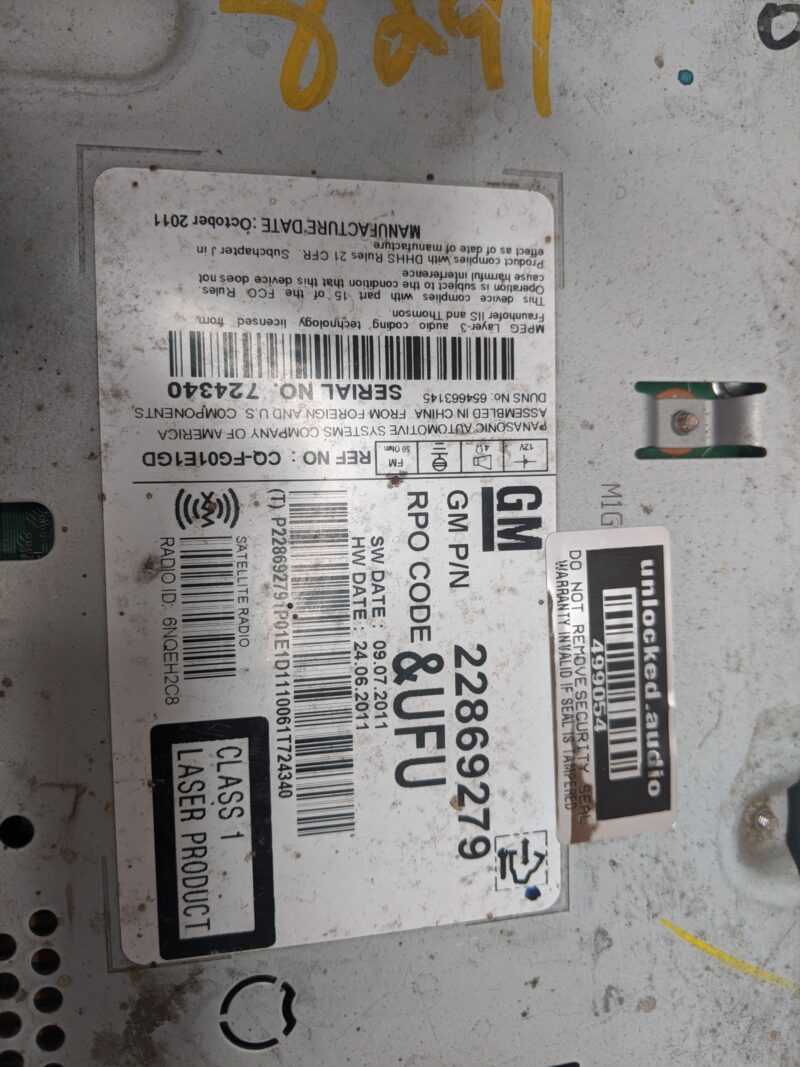 8291
MANUFACTURE DATE: October 2011
Product complies with DHHS Rules 21 CFR. Subchapter J in
effect as of date of manufacture.
This device complies with part 15 of the FCC Rules.
Operation is subject to the condition that this device does not
cause harmful interference.
MPEG Layer-3 audio coding technology licensed from
Fraunhofer IIS and Thomson.
SERIAL NO. 724340
DUNS No: 654663145
ASSEMBLED IN CHINA FROM FOREIGN AND U.S. COMPONENTS.
PANASONIC AUTOMOTIVE SYSTEMS COMPANY OF AMERICA
REF NO : CQ-FG01E1GD
12V
4Ω
FM
50 Ohm
GM
GM P/N 22869279
RPO CODE &UFU
SW DATE : 09.07.2011
HW DATE : 24.06.2011
(T) P228692791P01E1D1110061T724340
XM
SATELLITE RADIO
RADIO ID: 6NQEH2C8
CLASS 1
LASER PRODUCT
M1G
unlocked.audio
499054
DO NOT REMOVE SECURITY SEAL
WARRANTY INVALID IF SEAL IS TAMPERED